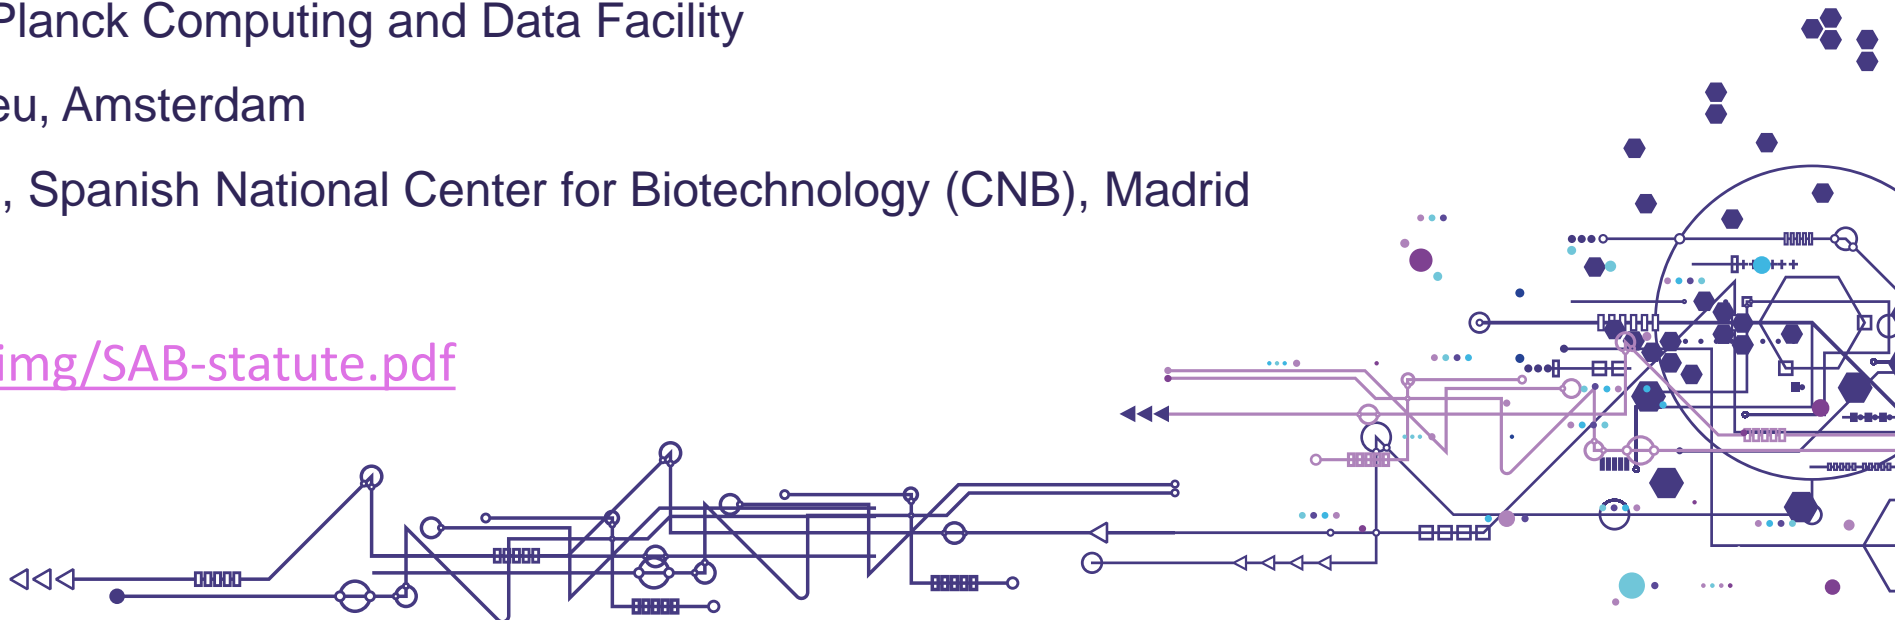 Planck Computing and Data Facility
eu, Amsterdam
, Spanish National Center for Biotechnology (CNB), Madrid
img/SAB-statute.pdf